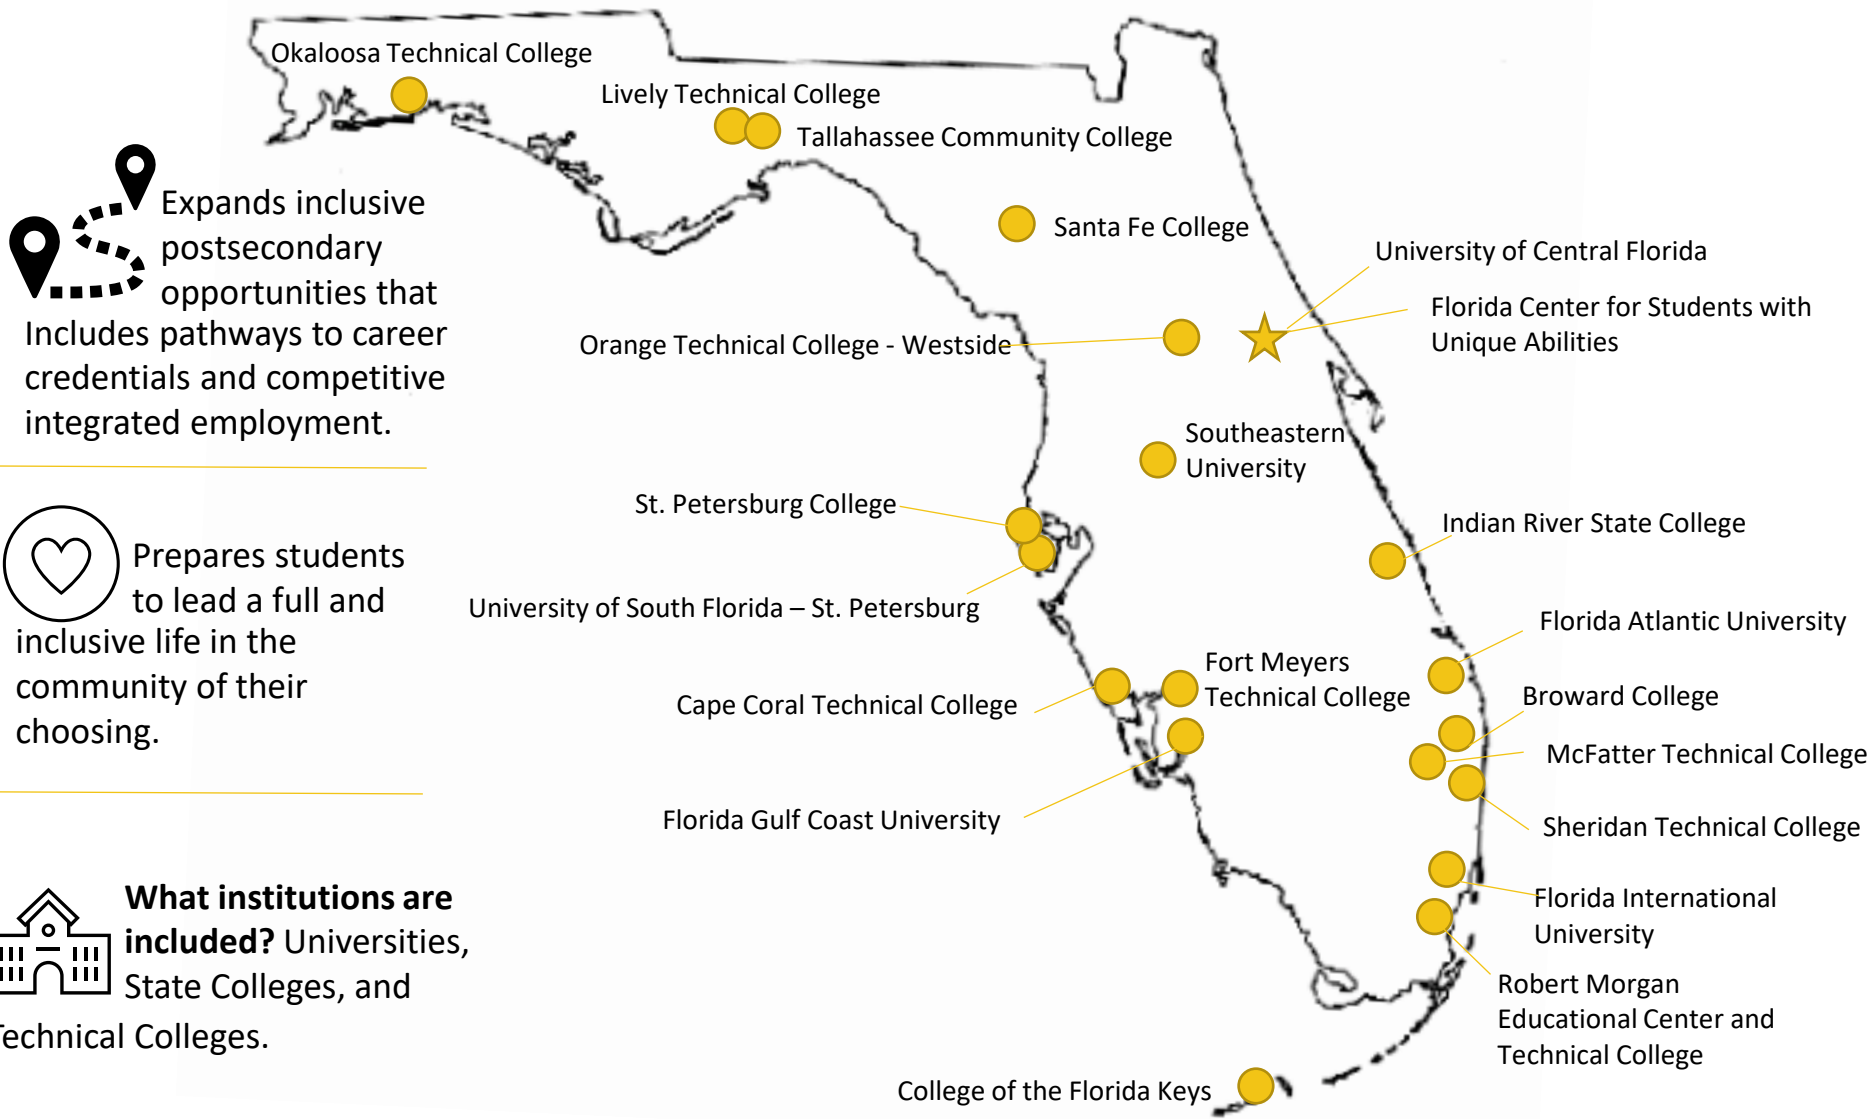 Okaloosa Technical College
Lively Technical College
Tallahassee Community College
Santa Fe College
University of Central Florida
Florida Center for Students with
Unique Abilities
Orange Technical College - Westside
Southeastern
University
St. Petersburg College
Indian River State College
University of South Florida – St. Petersburg
Florida Atlantic University
Fort Meyers
Technical College
Cape Coral Technical College
Broward College
McFatter Technical College
Florida Gulf Coast University
Sheridan Technical College
Florida International
University
Robert Morgan
Educational Center and
Technical College
College of the Florida Keys
Expands inclusive
postsecondary
opportunities that
Includes pathways to career
credentials and competitive
integrated employment.
Prepares students
to lead a full and
inclusive life in the
community of their
choosing.
What institutions are
included? Universities,
State Colleges, and
Technical Colleges.